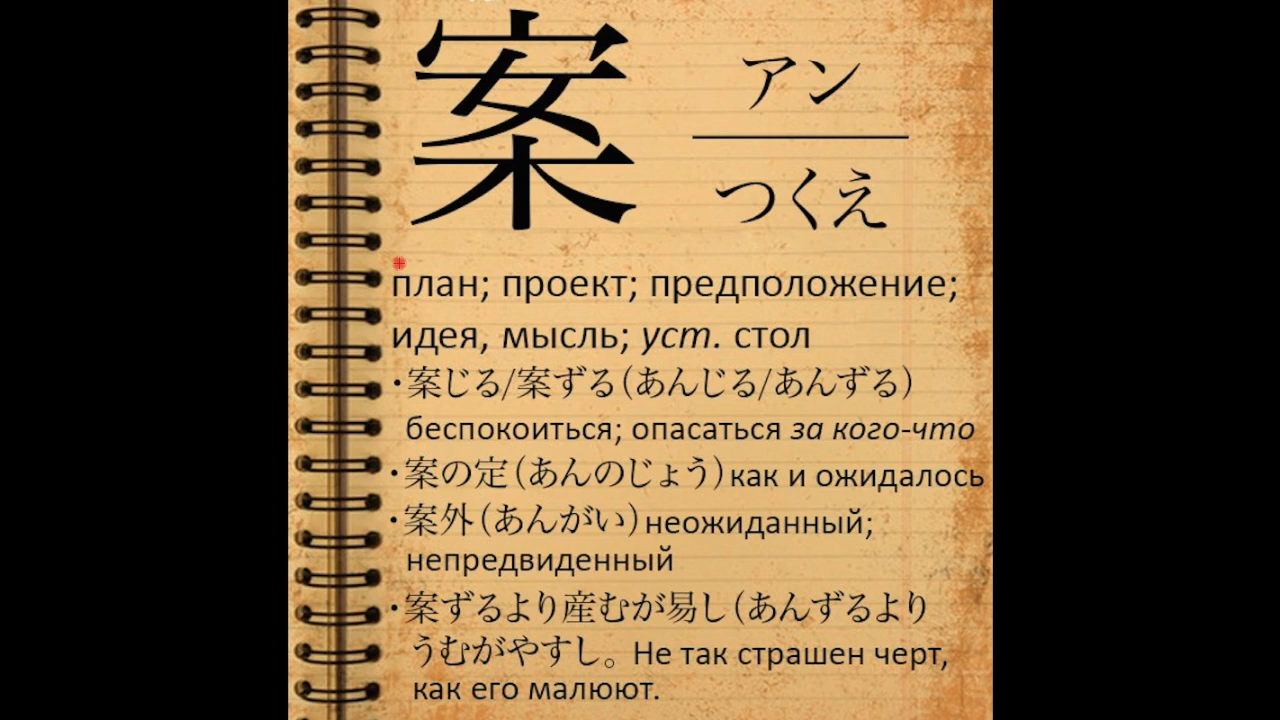 案
アン
つくえ
план; проект; предположение;
идея, мысль; уст. стол
・案じる/案ずる(あんじる/あんずる)
беспокоиться; опасаться за кого-что
・案の定(あんのじょう)как и ожидалось
・案外(あんがい)неожиданный;
непредвиденный
・案ずるより産むが易し(あんずるより
うむがやすし。Не так страшен черт,
как его малюют.